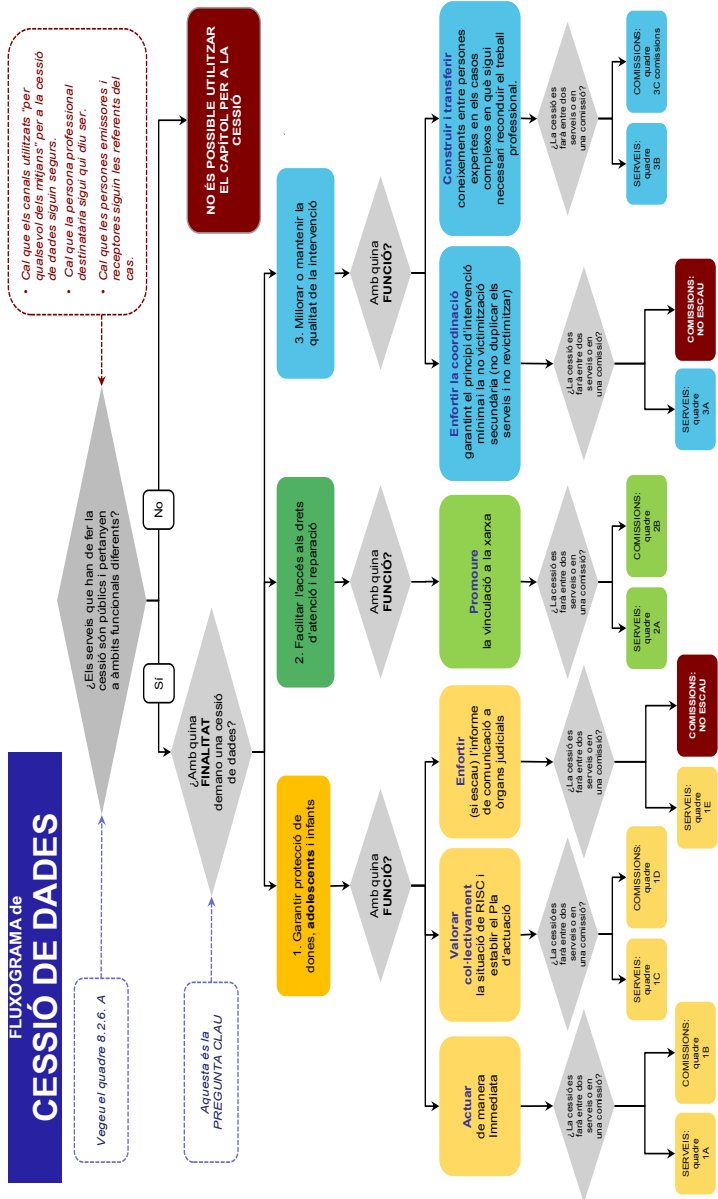 FLUXOGRAMA de
CESSIÓ DE DADES
Vegeu el quadre 8.2.6. A
¿Els serveis que han de fer la
cessió són públics i pertanyen
a àmbits funcionals diferents?
• Cal que els canals utilitzats "per
qualsevol dels mitjans" per a la cessió
de dades siguin segurs.
• Cal que la persona professional
destinatària sigui qui diu ser.
• Cal que les persones emissores i
receptores siguin les referents del
cas.
Sí
No
Aquesta és la
PREGUNTA CLAU
¿Amb quina
FINALITAT
demano una cessió
de dades?
NO ÉS POSSIBLE UTILITZAR
EL CAPÍTOL PER A LA
CESSIÓ
1. Garantir protecció de
dones, adolescents i infants
2. Facilitar l'accés als drets
d'atenció i reparació
3. Millorar o mantenir la
qualitat de la intervenció
Amb quina
FUNCIÓ?
Amb quina
FUNCIÓ?
Amb quina
FUNCIÓ?
Actuar
de manera
Immediata
Valorar
col·lectivament
la situació de RISC i
establir el Pla
d'actuació
Enfortir
(si escau) l'informe
de comunicació a
òrgans judicials
Promoure
la vinculació a la xarxa
Enfortir la coordinació
garantint el principi d'intervenció
mínima i la no victimització
secundària (no duplicar els
serveis i no revictimitzar)
Construir i transferir
coneixements entre persones
expertes en els casos
complexos en què sigui
necessari reconduir el treball
professional.
¿La cessió es
farà entre dos
serveis o en
una comissió?
¿La cessió es
farà entre dos
serveis o en
una comissió?
¿La cessió es
farà entre dos
serveis o en
una comissió?
¿La cessió es
farà entre dos
serveis o en
una comissió?
¿La cessió es
farà entre dos
serveis o en
una comissió?
¿La cessió es
farà entre dos
serveis o en
una comissió?
SERVEIS:
quadre
1A
COMISSIONS:
quadre
1B
SERVEIS:
quadre
1C
COMISSIONS:
quadre
1D
SERVEIS:
quadre
1E
COMISSIONS:
NO ESCAU
SERVEIS:
quadre
2A
COMISSIONS:
quadre
2B
SERVEIS:
quadre
3A
COMISSIONS:
NO ESCAU
SERVEIS:
quadre
3B
COMISSIONS:
quadre
3C comissions